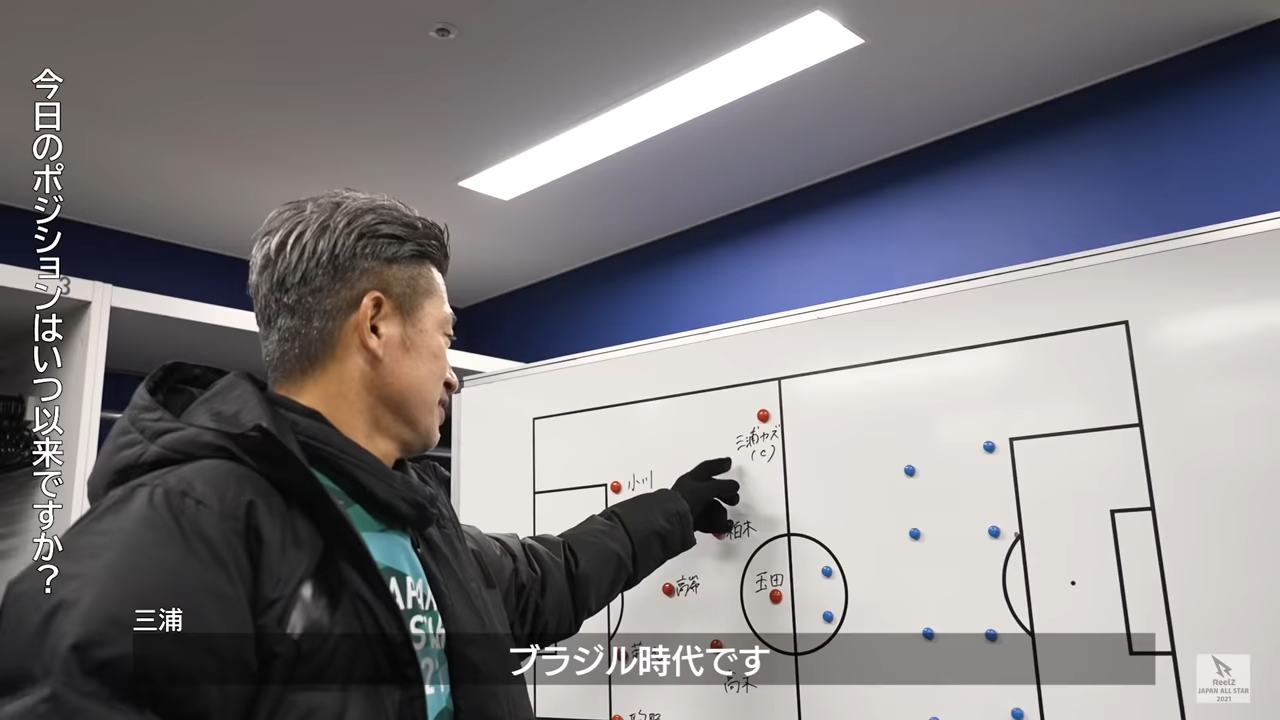 今日のポジションはいつ以来ですか?
三浦カズ
(C)
小川
柏木
玉田
高木
三浦
ブラジル時代です
ReelZ
JAPAN ALL STAR
2021